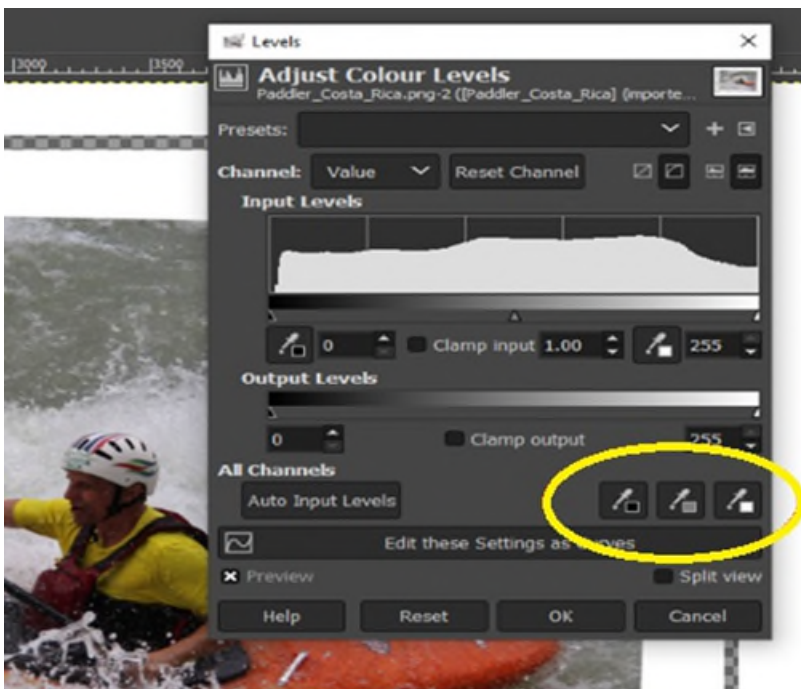 Levels
3000 3500
Adjust Colour Levels
Paddler_Costa_Rica.png-2 ([Paddler_Costa_Rica] (importe...
Presets:
Channel: Value Reset Channel
Input Levels
0 Clamp input 1.00 255
Output Levels
0 Clamp output 255
All Channels
Auto Input Levels
Edit these Settings as Curves
Preview Split view
Help Reset OK Cancel